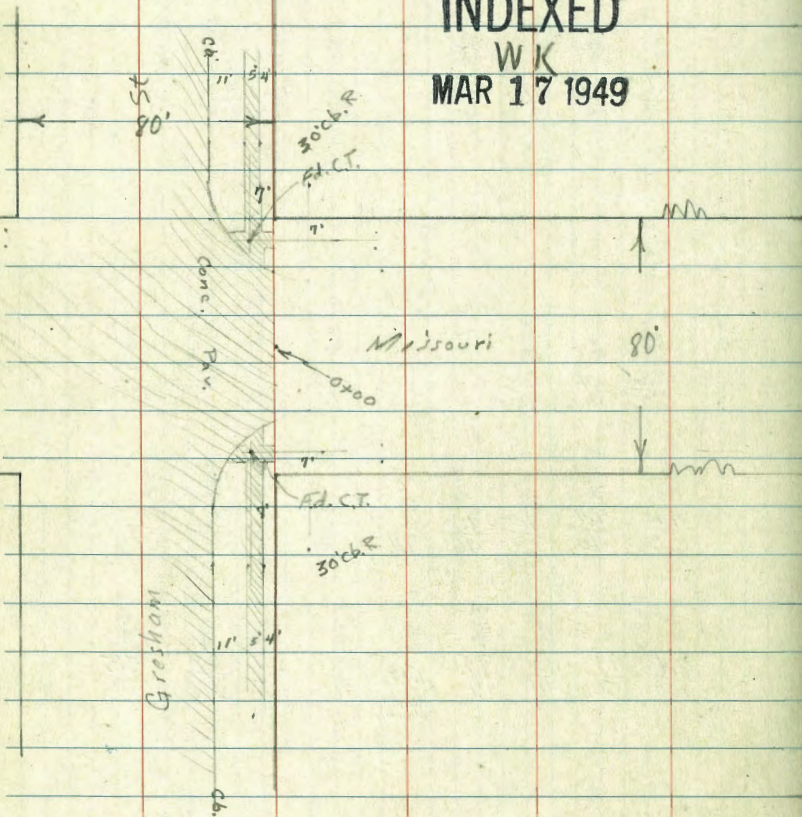 INDEXED
WK
MAR 17 1949
Cb.
11'
5'
4'
St
80'
30' Cb. R
Fd. C.T.
7'
7'
Conc. Pav.
Missouri
80'
0+00
7'
Fd. C.T.
30' Cb. R
Gresham
11'
5'
4'
Cb.